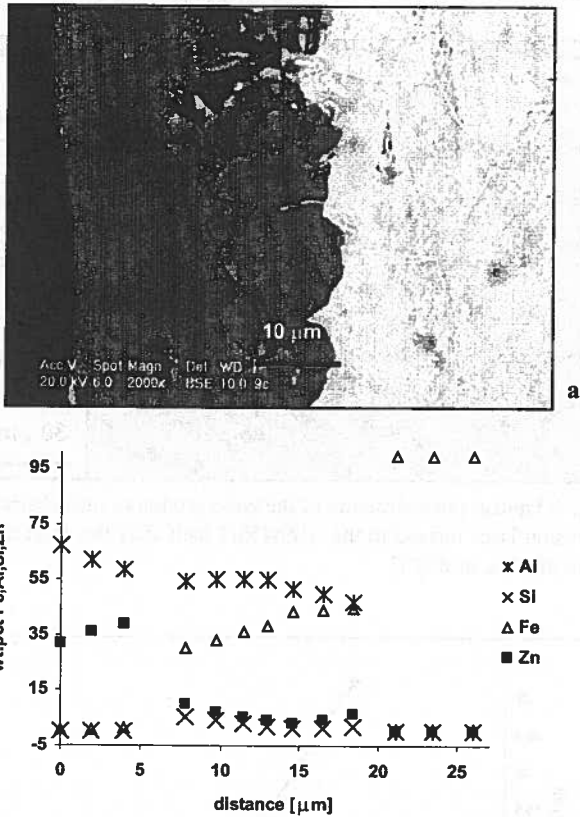 10 µm
Acc.V Spot Magn Det WD
20.0 kV 6.0 2000x BSE 10.0 9c
a
95
75
55
35
15
-5
0 5 10 15 20 25
distance [µm]
Al
Si
Fe
Zn